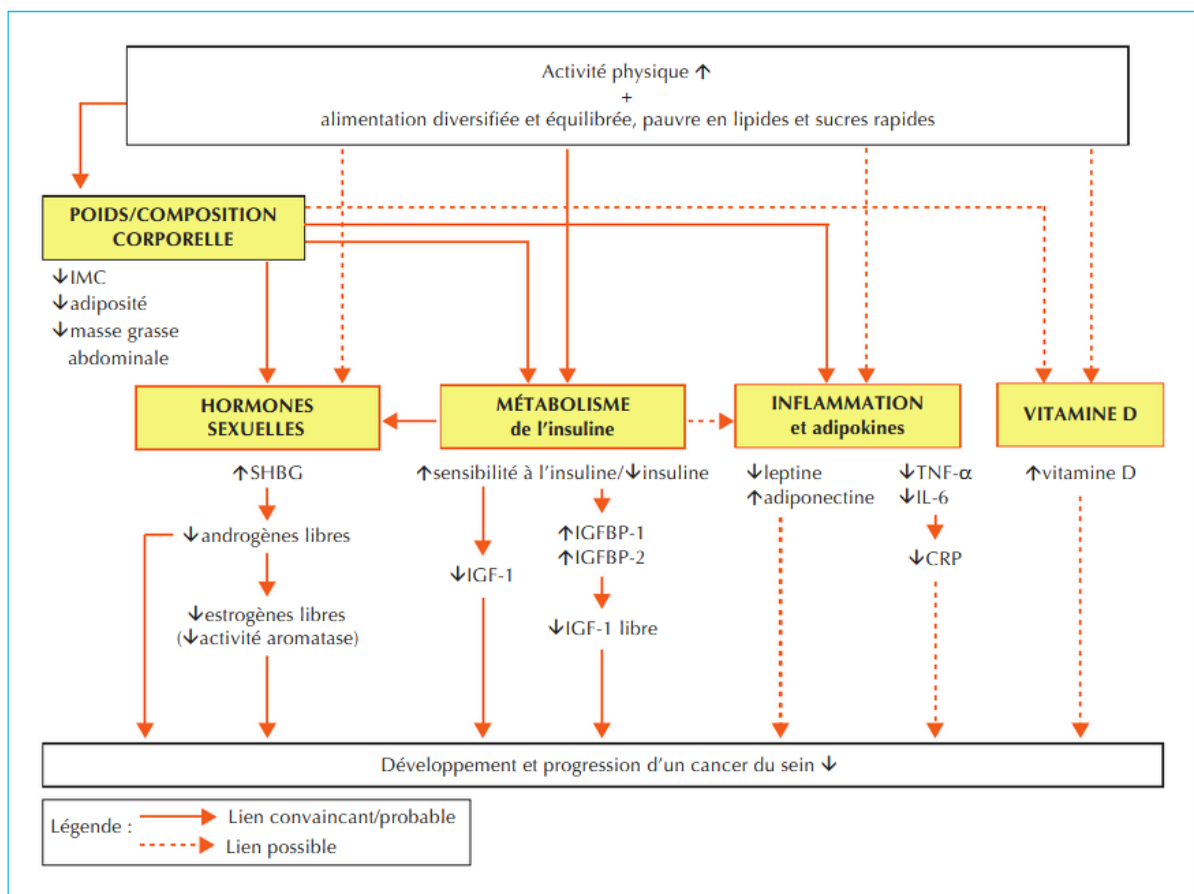 Activité physique ↑
+
alimentation diversifiée et équilibrée, pauvre en lipides et sucres rapides
POIDS/COMPOSITION
CORPORELLE
↓IMC
↓adiposité
↓masse grasse
abdominale
HORMONES
SEXUELLES
↑SHBG
↓androgènes libres
↓estrogènes libres
(↓activité aromatase)
MÉTABOLISME
de l'insuline
↑sensibilité à l'insuline/↓insuline
↓IGF-1
↑IGFBP-1
↑IGFBP-2
↓IGF-1 libre
INFLAMMATION
et adipokines
↓leptine
↑adiponectine
↓TNF-α
↓IL-6
↓CRP
VITAMINE D
↑vitamine D
Développement et progression d'un cancer du sein ↓
Légende :
Lien convaincant/probable
Lien possible